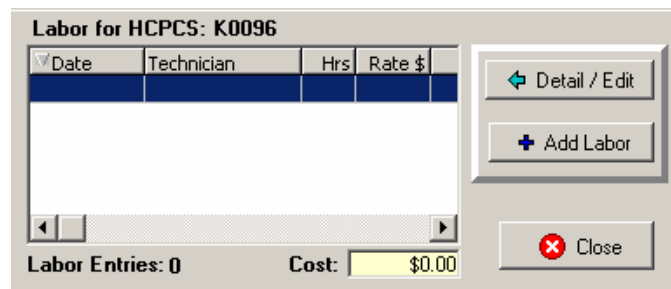 Labor for HCPCS: K0096
Date Technician Hrs Rate $
Detail / Edit
Add Labor
Close
Labor Entries: 0 Cost: $0.00